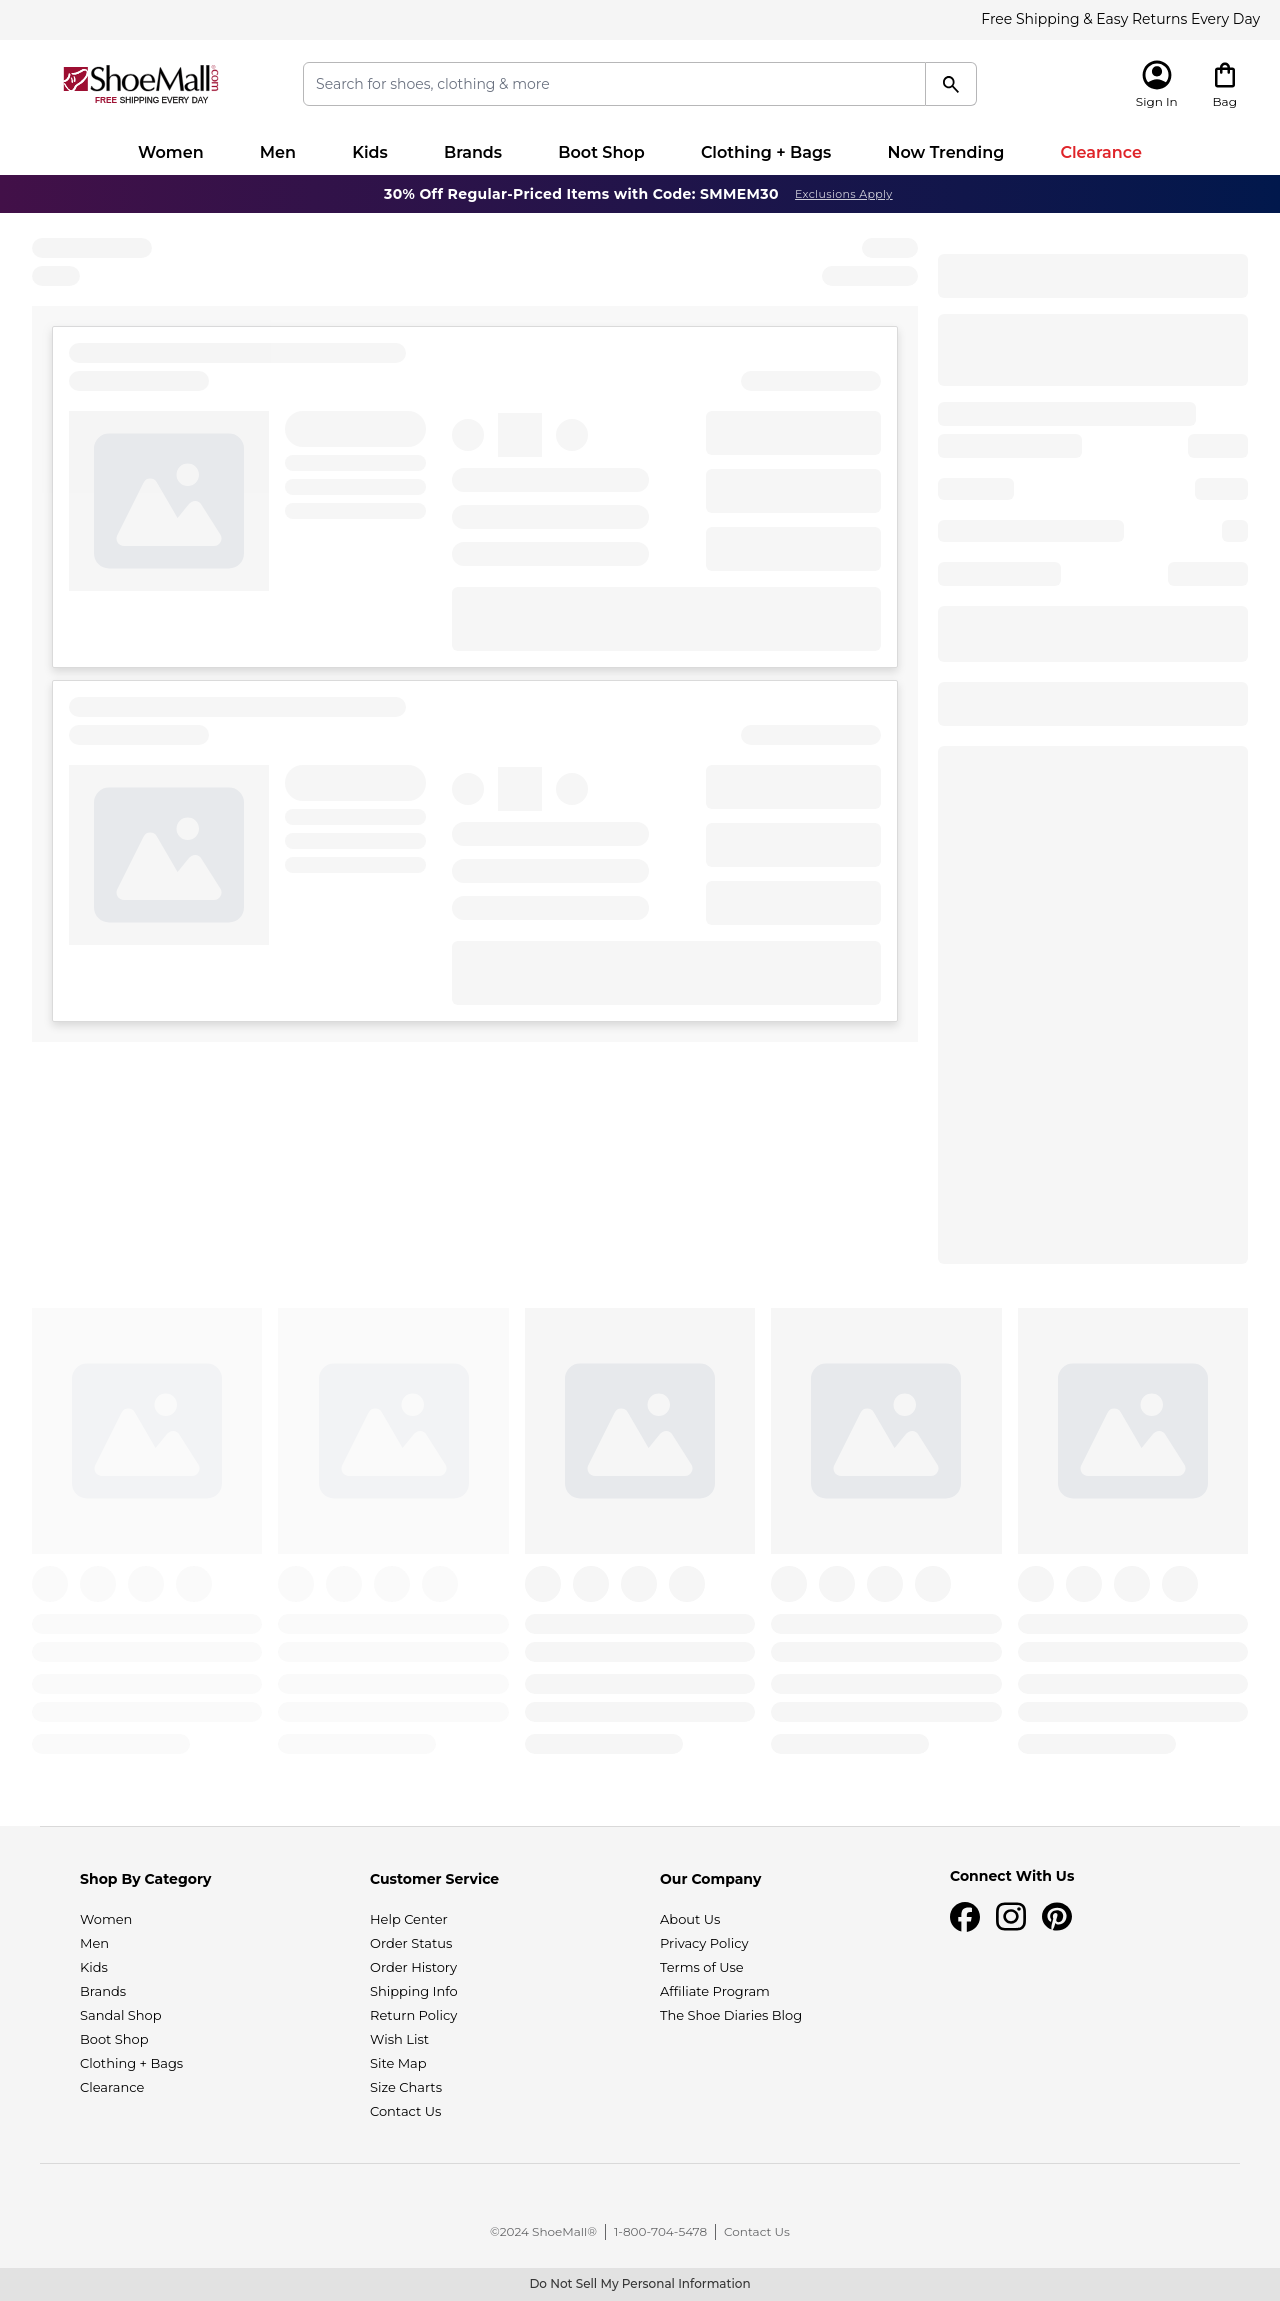 Free Shipping & Easy Returns Every Day
ShoeMall.com
FREE SHIPPING EVERY DAY
Search for shoes, clothing & more
Sign In
Bag
Women
Men
Kids
Brands
Boot Shop
Clothing + Bags
Now Trending
Clearance
30% Off Regular-Priced Items with Code: SMMEM30 Exclusions Apply
Shop By Category
Women
Men
Kids
Brands
Sandal Shop
Boot Shop
Clothing + Bags
Clearance
Customer Service
Help Center
Order Status
Order History
Shipping Info
Return Policy
Wish List
Site Map
Size Charts
Contact Us
Our Company
About Us
Privacy Policy
Terms of Use
Affiliate Program
The Shoe Diaries Blog
Connect With Us
©2024 ShoeMall® | 1-800-704-5478 | Contact Us
Do Not Sell My Personal Information